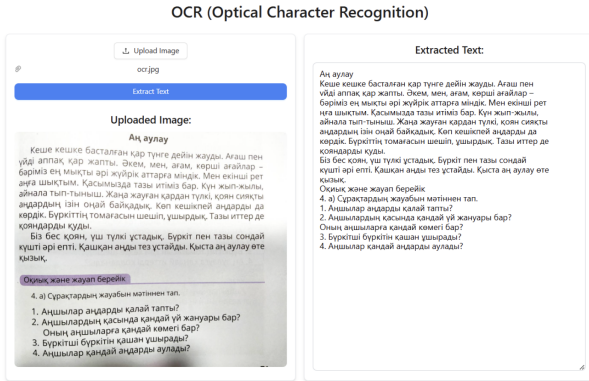 OCR (Optical Character Recognition)
Upload Image
ocr.jpg
Extract Text
Uploaded Image:
Аң аулау
Кеше кешке басталған қар түнге дейін жауды. Ағаш пен
үйді аппақ қар жапты. Әкем, мен, ағам, көрші ағайлар –
бәріміз ең мықты әрі жүйрік аттарға міндік. Мен екінші рет
аңға шықтым. Қасымызда тазы итіміз бар. Күн жып-жылы,
айнала тып-тыныш. Жаңа жауған қардан түлкі, қоян сияқты
аңдардың ізін оңай байқадық. Көп кешікпей аңдарды да
көрдік. Бүркіттің томағасын шешіп, ұшырдық. Тазы иттер де
қояндарды қуды.
Біз бес қоян, үш түлкі ұстадық. Бүркіт пен тазы сондай
күшті әрі епті. Қашқан аңды тез ұстайды. Қыста аң аулау өте
қызық.
Оқиық және жауап берейік
4. а) Сұрақтардың жауабын мәтіннен тап.
1. Аңшылар аңдарды қалай тапты?
2. Аңшылардың қасында қандай үй жануары бар?
Оның аңшыларға қандай көмегі бар?
3. Бүркітші бүркітін қашан ұшырады?
4. Аңшылар қандай аңдарды аулады?
Extracted Text:
Аң аулау
Кеше кешке басталған қар түнге дейін жауды. Ағаш пен
үйді аппақ қар жапты. Әкем, мен, ағам, көрші ағайлар –
бәріміз ең мықты әрі жүйрік аттарға міндік. Мен екінші рет
нға шықтым. Қасымызда тазы итіміз бар. Күн жып-жылы,
айнала тып-тыныш. Жаңа жауған қардан түлкі, қоян сияқты
аңдардың ізін оңай байқадық. Көп кешікпей аңдарды да
көрдік. Бүркіттің томағасын шешіп, ұшырдық. Тазы иттер де
қояндарды қуды.
Біз бес қоян, үш түлкі ұстадық. Бүркіт пен тазы сондай
күшті әрі епті. Қашқан аңды тез ұстайды. Қыста аң аулау өте
қызық.
Оқиық және жауап берейік
4. а) Сұрақтардың жауабын мәтіннен тап.
1. Аңшылар аңдарды қалай тапты?
2. Аңшылардың қасында қандай үй жануары бар?
Оның аңшыларға қандай көмегі бар?
3. Бүркітші бүркітін қашан ұшырады?
4. Аңшылар қандай аңдарды аулады?